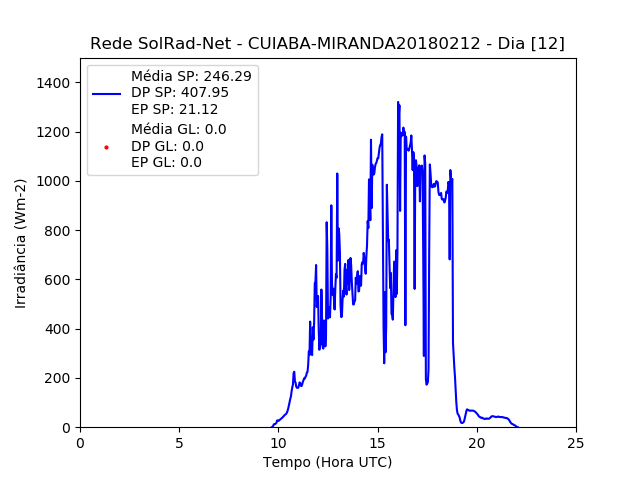 Rede SolRad-Net - CUIABA-MIRANDA20180212 - Dia [12]
Média SP: 246.29
DP SP: 407.95
EP SP: 21.12
Média GL: 0.0
DP GL: 0.0
EP GL: 0.0
1400
1200
1000
800
600
400
200
0
Irradiância (Wm-2)
0 5 10 15 20 25
Tempo (Hora UTC)